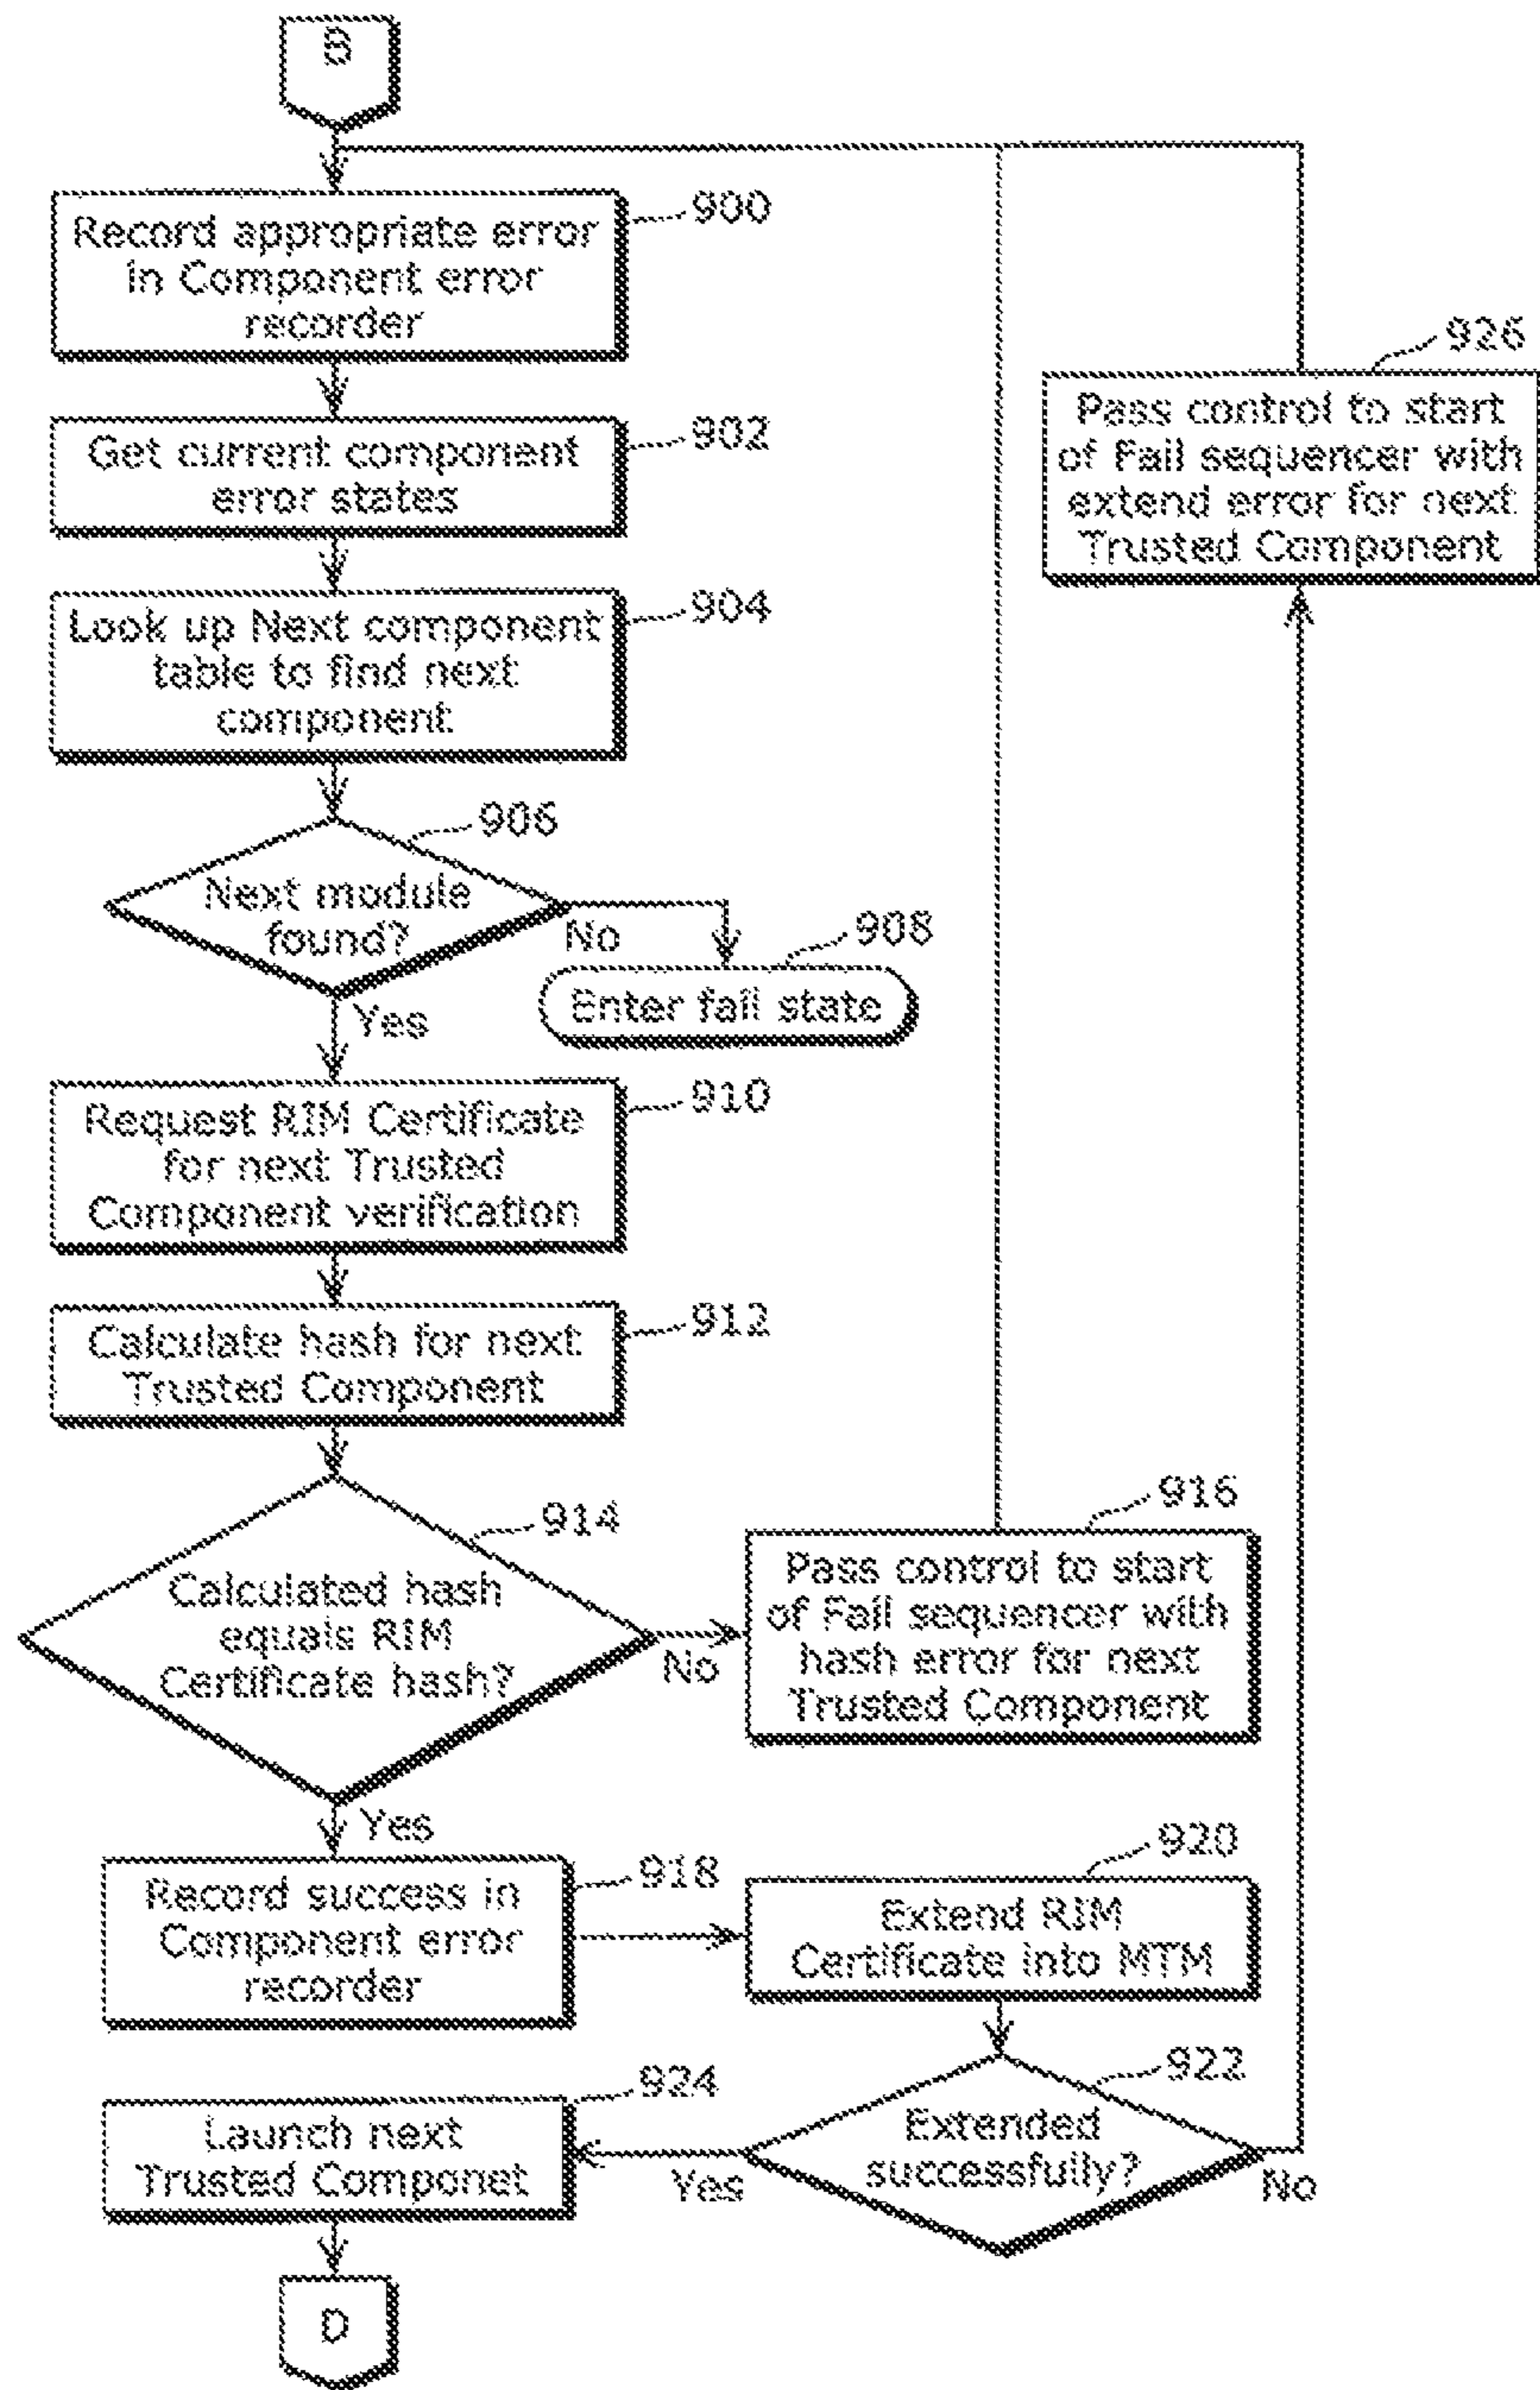 B
900
Record appropriate error
in Component error
recorder
902
Get current component
error states
904
Look up Next component
table to find next
component
906
Next module
found?
No
908
Enter fail state
Yes
910
Request RIM Certificate
for next Trusted
Component verification
912
Calculate hash for next
Trusted Component
914
Calculated hash
equals RIM
Certificate hash?
No
916
Pass control to start
of Fail sequencer with
hash error for next
Trusted Component
Yes
918
Record success in
Component error
recorder
920
Extend RIM
Certificate into MTM
922
Extended
successfully?
Yes
No
924
Launch next
Trusted Componet
926
Pass control to start
of Fail sequencer with
extend error for next
Trusted Component
D